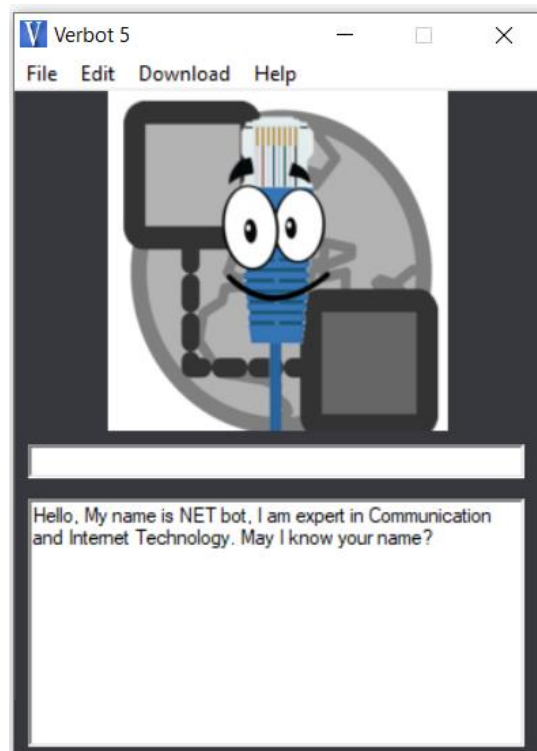 Verbot 5
File Edit Download Help
Hello, My name is NET bot, I am expert in Communication
and Internet Technology. May I know your name?